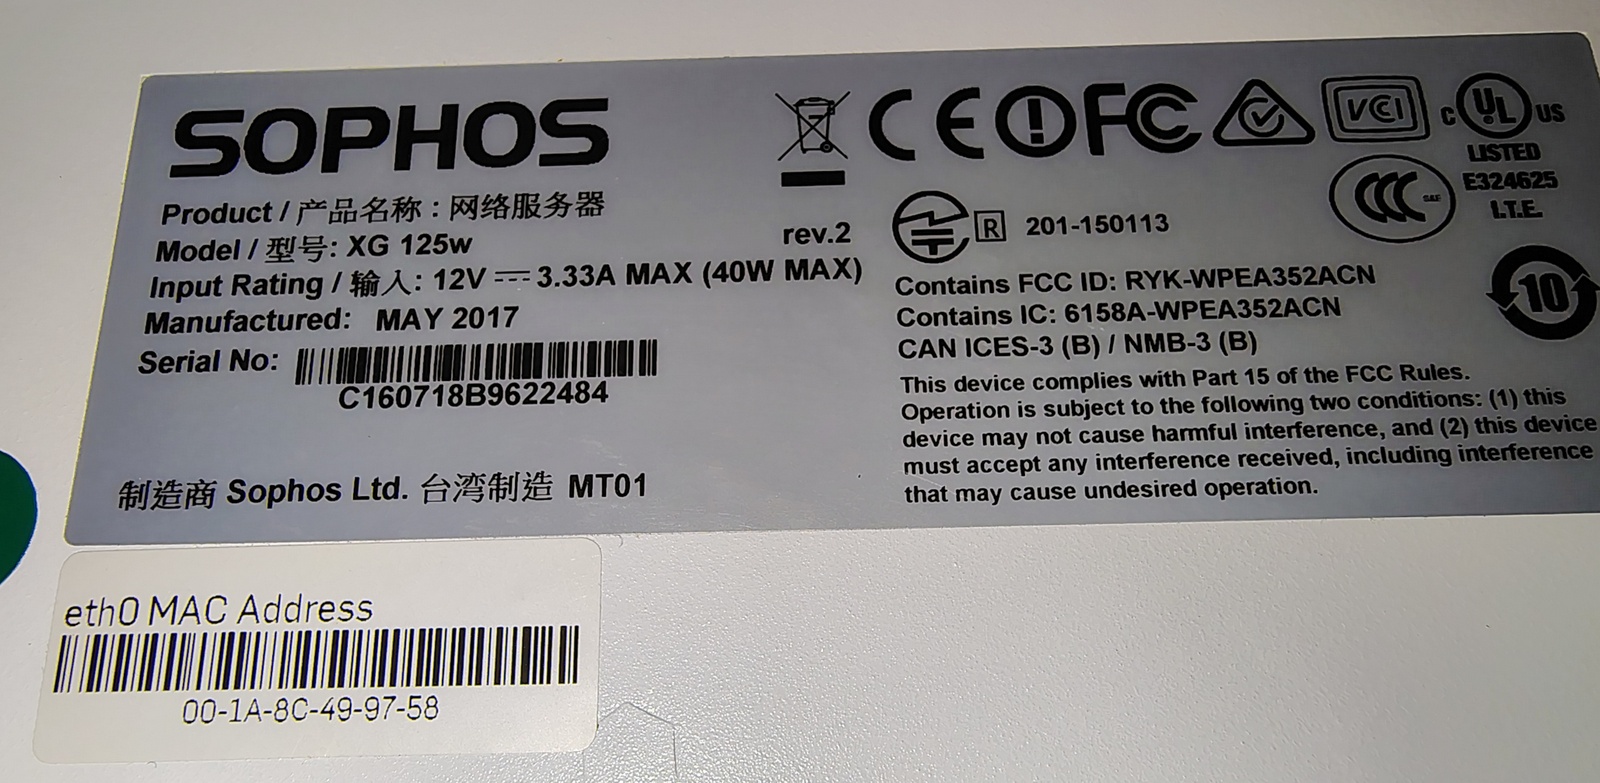 SOPHOS
Product / 产品名称 : 网络服务器
Model / 型号: XG 125w
rev.2
Input Rating / 输入: 12V ⎓ 3.33A MAX (40W MAX)
Manufactured: MAY 2017
Serial No:
C160718B9622484
制造商 Sophos Ltd. 台湾制造 MT01
CE FC VCI
C UL US
LISTED
E324625
I.T.E.
CCC S&E
R 201-150113
10
Contains FCC ID: RYK-WPEA352ACN
Contains IC: 6158A-WPEA352ACN
CAN ICES-3 (B) / NMB-3 (B)
This device complies with Part 15 of the FCC Rules.
Operation is subject to the following two conditions: (1) this
device may not cause harmful interference, and (2) this device
must accept any interference received, including interference
that may cause undesired operation.
eth0 MAC Address
00-1A-8C-49-97-58